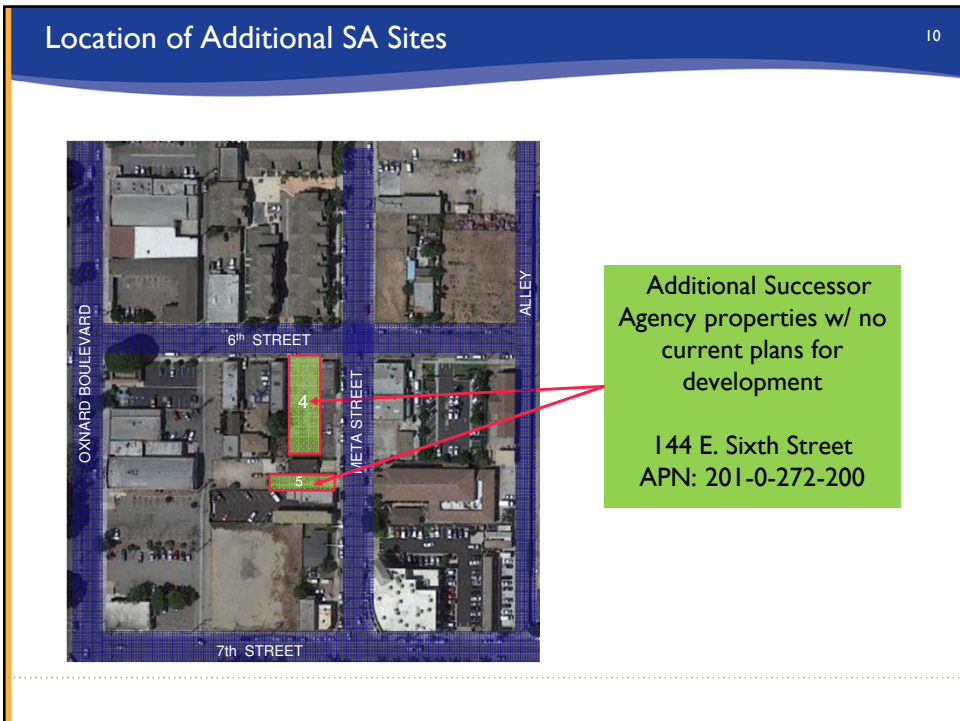 Location of Additional SA Sites
10
OXNARD BOULEVARD
6th STREET
META STREET
ALLEY
4
5
7th STREET
Additional Successor
Agency properties w/ no
current plans for
development
144 E. Sixth Street
APN: 201-0-272-200